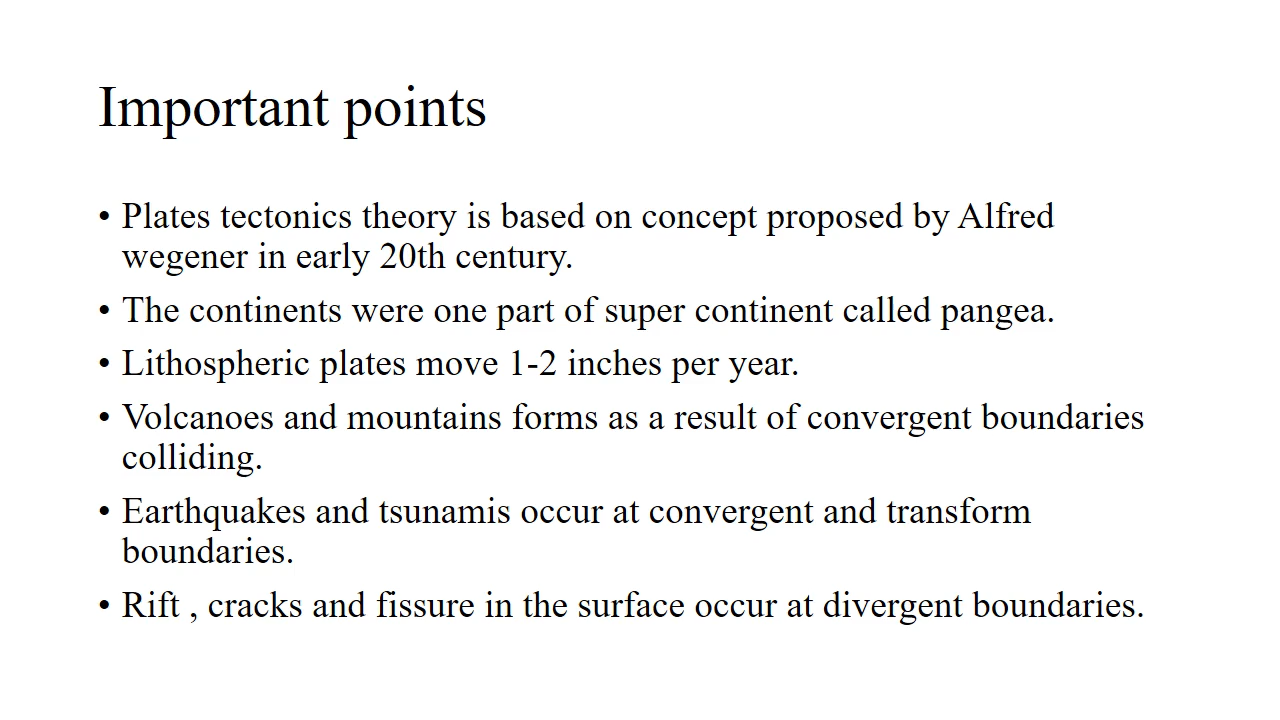 Important points
• Plates tectonics theory is based on concept proposed by Alfred
wegener in early 20th century.
• The continents were one part of super continent called pangea.
• Lithospheric plates move 1-2 inches per year.
• Volcanoes and mountains forms as a result of convergent boundaries
colliding.
• Earthquakes and tsunamis occur at convergent and transform
boundaries.
• Rift , cracks and fissure in the surface occur at divergent boundaries.